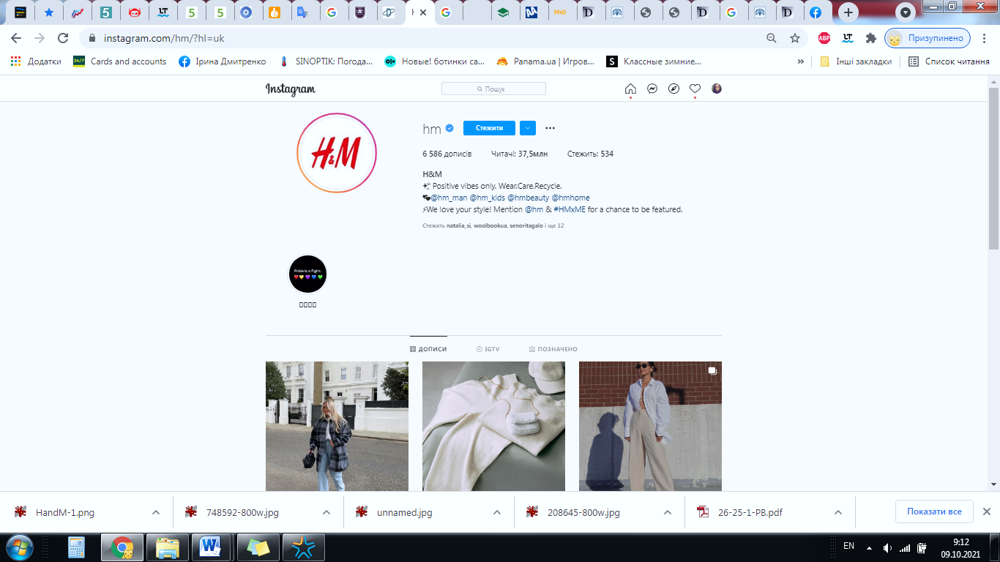 instagram.com/hm/?hl=uk
ABP
LT
Призупинено
Додатки
24/7 Cards and accounts
Ірина Дмитренко
SINOPTIK: Погода...
olx Новые! ботинки са...
Panama.ua | Игров...
S Классные зимние...
»
Інші закладки
Список читання
Instagram
Пошук
H&M
hm
Стежити
6 586 дописів
Читачі: 37,5млн
Стежить: 534
H&M
Positive vibes only. Wear.Care.Recycle.
@hm_man @hm_kids @hmbeauty @hmhome
We love your style! Mention @hm & #HMxME for a chance to be featured.
Стежать natalia_si, woolbookua, senoritagalo і ще 12
Pride is a fight.
ДОПИСИ
IGTV
ПОЗНАЧЕНО
HandM-1.png
748592-800w.jpg
unnamed.jpg
208645-800w.jpg
26-25-1-PB.pdf
Показати все
EN
9:12
09.10.2021